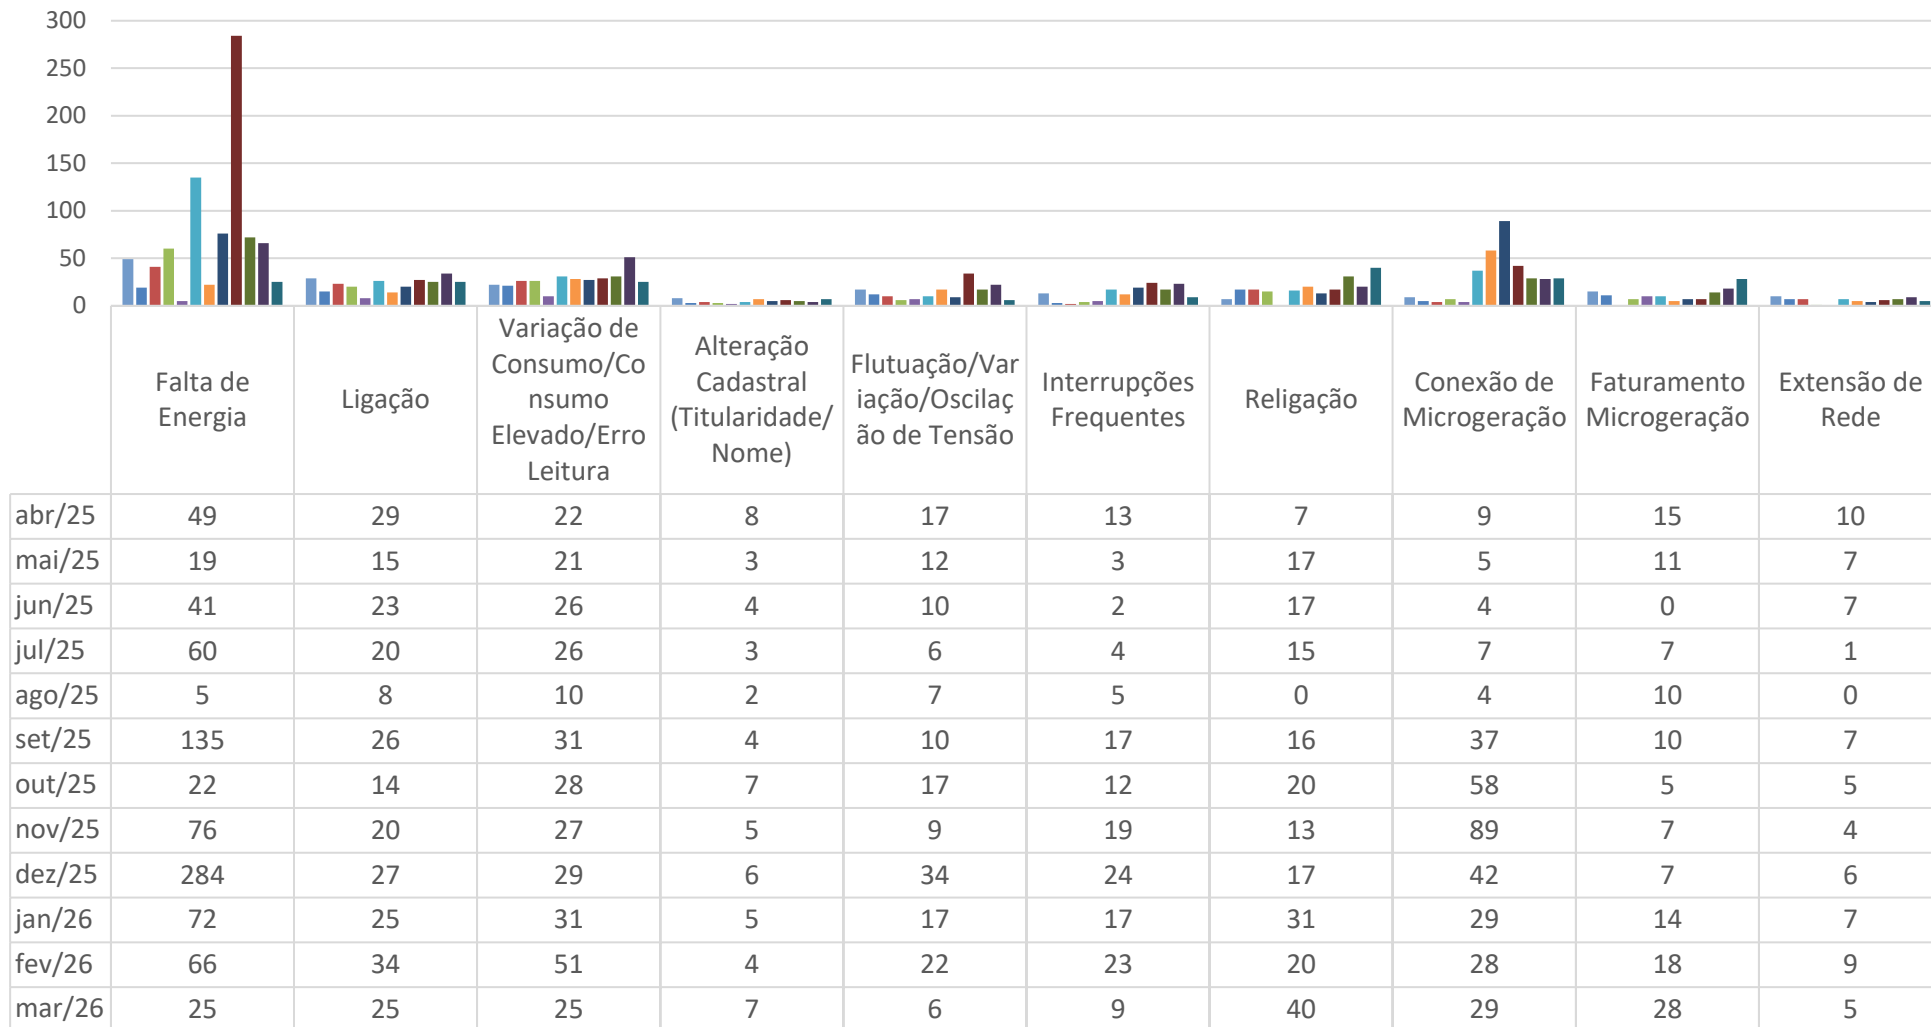 300
250
200
150
100
50
0
Falta de
Energia
Ligação
Variação de
Consumo/Co
nsumo
Elevado/Erro
Leitura
Alteração
Cadastral
(Titularidade/
Nome)
Flutuação/Var
iação/Oscilaç
ão de Tensão
Interrupções
Frequentes
Religação
Conexão de
Microgeração
Faturamento
Microgeração
Extensão de
Rede
abr/25 49 29 22 8 17 13 7 9 15 10
mai/25 19 15 21 3 12 3 17 5 11 7
jun/25 41 23 26 4 10 2 17 4 0 7
jul/25 60 20 26 3 6 4 15 7 7 1
ago/25 5 8 10 2 7 5 0 4 10 0
set/25 135 26 31 4 10 17 16 37 10 7
out/25 22 14 28 7 17 12 20 58 5 5
nov/25 76 20 27 5 9 19 13 89 7 4
dez/25 284 27 29 6 34 24 17 42 7 6
jan/26 72 25 31 5 17 17 31 29 14 7
fev/26 66 34 51 4 22 23 20 28 18 9
mar/26 25 25 25 7 6 9 40 29 28 5